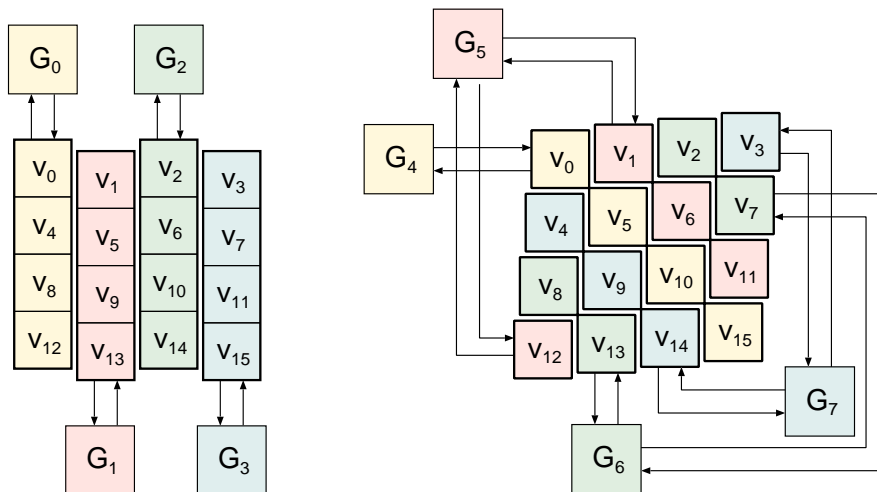 G₀ G₂
v₀ v₁ v₂ v₃
v₄ v₅ v₆ v₇
v₈ v₉ v₁₀ v₁₁
v₁₂ v₁₃ v₁₄ v₁₅
G₁ G₃
G₅
G₄
v₀ v₁ v₂ v₃
v₄ v₅ v₆ v₇
v₈ v₉ v₁₀ v₁₁
v₁₂ v₁₃ v₁₄ v₁₅
G₇
G₆